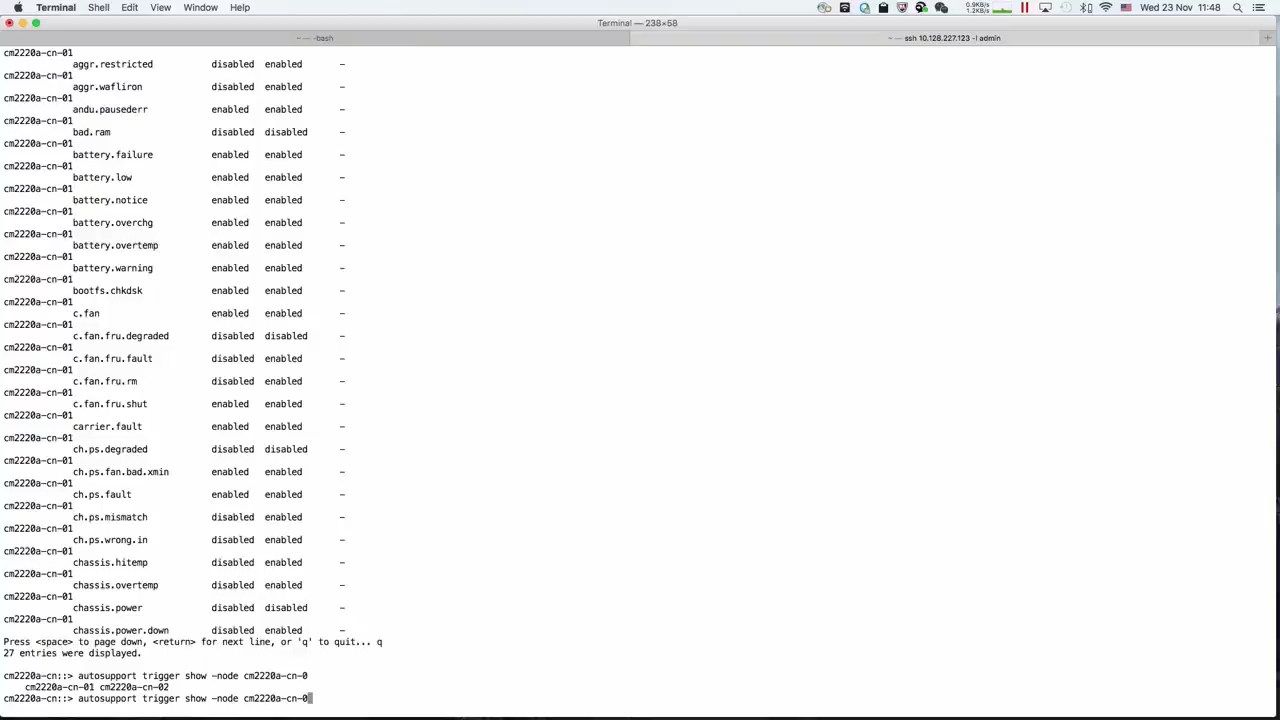 Terminal Shell Edit View Window Help 0.9KB/s 1.2KB/s Wed 23 Nov 11:48
Terminal — 238×58
~ — -bash ~ — ssh 10.128.227.123 -l admin +
cm2220a-cn-01
aggr.restricted disabled enabled -
cm2220a-cn-01
aggr.wafliron disabled enabled -
cm2220a-cn-01
andu.pausederr enabled enabled -
cm2220a-cn-01
bad.ram disabled disabled -
cm2220a-cn-01
battery.failure enabled enabled -
cm2220a-cn-01
battery.low enabled enabled -
cm2220a-cn-01
battery.notice enabled enabled -
cm2220a-cn-01
battery.overchg enabled enabled -
cm2220a-cn-01
battery.overtemp enabled enabled -
cm2220a-cn-01
battery.warning enabled enabled -
cm2220a-cn-01
bootfs.chkdsk enabled enabled -
cm2220a-cn-01
c.fan enabled enabled -
cm2220a-cn-01
c.fan.fru.degraded disabled disabled -
cm2220a-cn-01
c.fan.fru.fault disabled enabled -
cm2220a-cn-01
c.fan.fru.rm disabled enabled -
cm2220a-cn-01
c.fan.fru.shut enabled enabled -
cm2220a-cn-01
carrier.fault enabled enabled -
cm2220a-cn-01
ch.ps.degraded disabled disabled -
cm2220a-cn-01
ch.ps.fan.bad.xmin enabled enabled -
cm2220a-cn-01
ch.ps.fault enabled enabled -
cm2220a-cn-01
ch.ps.mismatch disabled enabled -
cm2220a-cn-01
ch.ps.wrong.in enabled enabled -
cm2220a-cn-01
chassis.hitemp disabled enabled -
cm2220a-cn-01
chassis.overtemp disabled enabled -
cm2220a-cn-01
chassis.power disabled disabled -
cm2220a-cn-01
chassis.power.down disabled enabled -
Press <space> to page down, <return> for next line, or 'q' to quit... q
27 entries were displayed.
cm2220a-cn::> autosupport trigger show -node cm2220a-cn-0
cm2220a-cn-01 cm2220a-cn-02
cm2220a-cn::> autosupport trigger show -node cm2220a-cn-0